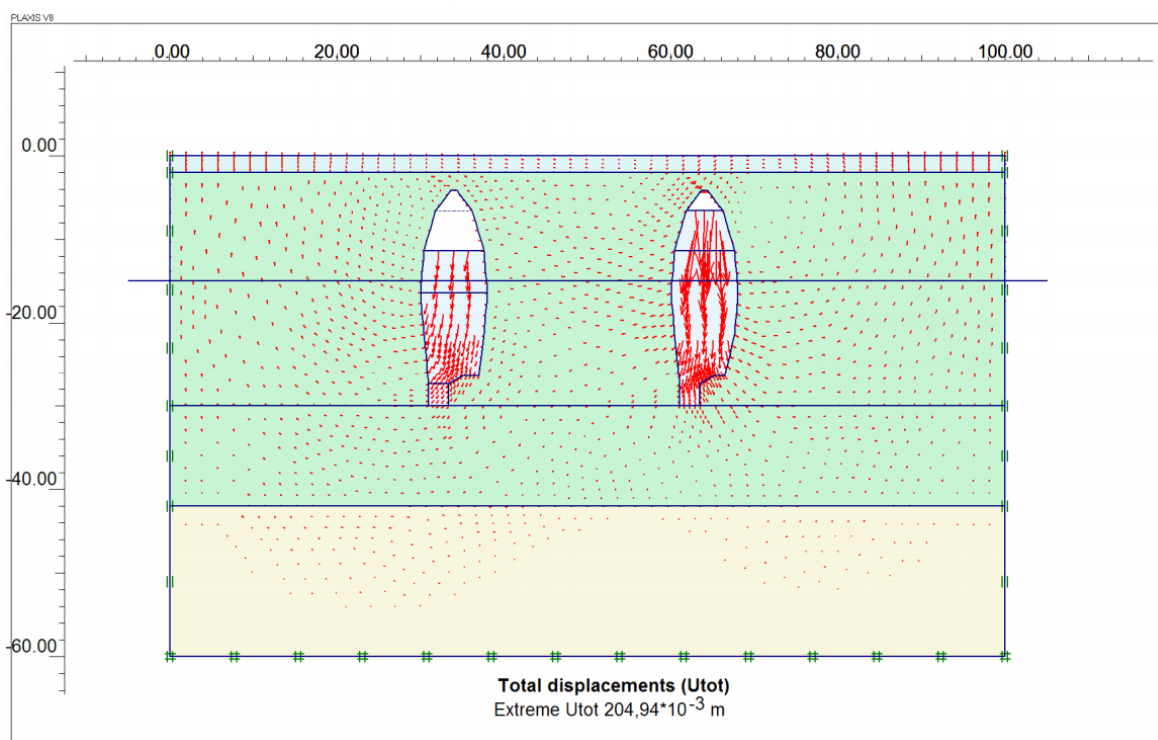 PLAXIS V8
0.00 20.00 40.00 60.00 80.00 100.00
0.00
-20.00
-40.00
-60.00
Total displacements (Utot)
Extreme Utot 204,94*10-3 m